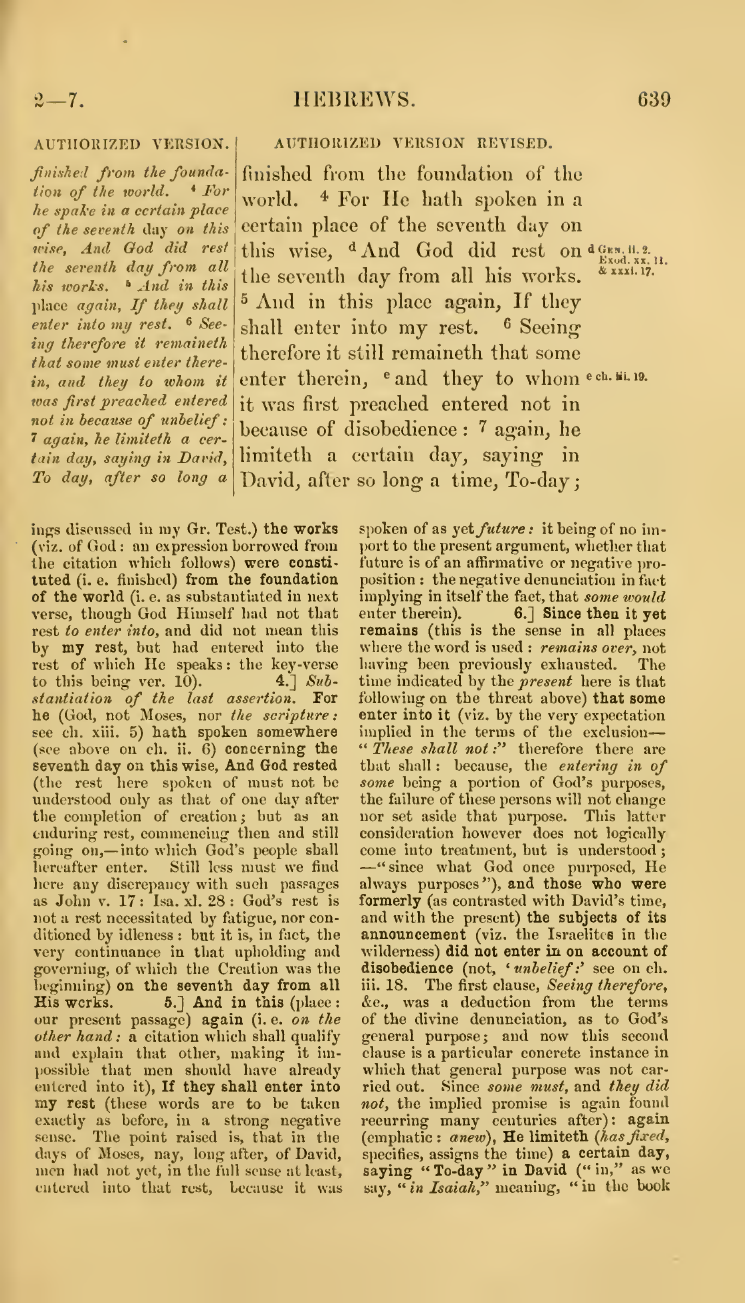 2—7.
HEBREWS.
639
AUTHORIZED VERSION.
finished from the founda-
tion of the world. 4 For
he spake in a certain place
of the seventh day on this
wise, And God did rest
the seventh day from all
his works. 5 And in this
place again, If they shall
enter into my rest. 6 See-
ing therefore it remaineth
that some must enter there-
in, and they to whom it
was first preached entered
not in because of unbelief:
7 again, he limiteth a cer-
tain day, saying in David,
To day, after so long a
AUTHORIZED VERSION REVISED.
finished from the foundation of the
world. 4 For He hath spoken in a
certain place of the seventh day on
this wise, d And God did rest on
the seventh day from all his works.
5 And in this place again, If they
shall enter into my rest. 6 Seeing
therefore it still remaineth that some
enter therein, e and they to whom
it was first preached entered not in
because of disobedience: 7 again, he
limiteth a certain day, saying in
David, after so long a time, To-day;
d GEN. ii. 2.
Exod. xx. 11.
& xxxi. 17.
e ch. iii. 19.
ings discussed in my Gr. Test.) the works
(viz. of God: an expression borrowed from
the citation which follows) were consti-
tuted (i. e. finished) from the foundation
of the world (i. e. as substantiated in next
verse, though God Himself had not that
rest to enter into, and did not mean this
by my rest, but had entered into the
rest of which He speaks: the key-verse
to this being ver. 10). 4.] Sub-
stantiation of the last assertion. For
he (God, not Moses, nor the scripture:
see ch. xiii. 5) hath spoken somewhere
(see above on ch. ii. 6) concerning the
seventh day on this wise, And God rested
(the rest here spoken of must not be
understood only as that of one day after
the completion of creation; but as an
enduring rest, commencing then and still
going on,—into which God's people shall
hereafter enter. Still less must we find
here any discrepancy with such passages
as John v. 17: Isa. xl. 28: God's rest is
not a rest necessitated by fatigue, nor con-
ditioned by idleness: but it is, in fact, the
very continuance in that upholding and
governing, of which the Creation was the
beginning) on the seventh day from all
His works. 5.] And in this (place:
our present passage) again (i. e. on the
other hand: a citation which shall qualify
and explain that other, making it im-
possible that men should have already
entered into it), If they shall enter into
my rest (these words are to be taken
exactly as before, in a strong negative
sense. The point raised is, that in the
days of Moses, nay, long after, of David,
men had not yet, in the full sense at least,
entered into that rest, because it was
spoken of as yet future: it being of no im-
port to the present argument, whether that
future is of an affirmative or negative pro-
position: the negative denunciation in fact
implying in itself the fact, that some would
enter therein). 6.] Since then it yet
remains (this is the sense in all places
where the word is used: remains over, not
having been previously exhausted. The
time indicated by the present here is that
following on the threat above) that some
enter into it (viz. by the very expectation
implied in the terms of the exclusion—
"These shall not:" therefore there are
that shall: because, the entering in of
some being a portion of God's purposes,
the failure of these persons will not change
nor set aside that purpose. This latter
consideration however does not logically
come into treatment, but is understood;
—"since what God once purposed, He
always purposes"), and those who were
formerly (as contrasted with David's time,
and with the present) the subjects of its
announcement (viz. the Israelites in the
wilderness) did not enter in on account of
disobedience (not, 'unbelief:' see on ch.
iii. 18. The first clause, Seeing therefore,
&c., was a deduction from the terms
of the divine denunciation, as to God's
general purpose; and now this second
clause is a particular concrete instance in
which that general purpose was not car-
ried out. Since some must, and they did
not, the implied promise is again found
recurring many centuries after): again
(emphatic: anew), He limiteth (has fixed,
specifies, assigns the time) a certain day,
saying "To-day" in David ("in," as we
say, "in Isaiah," meaning, "in the book